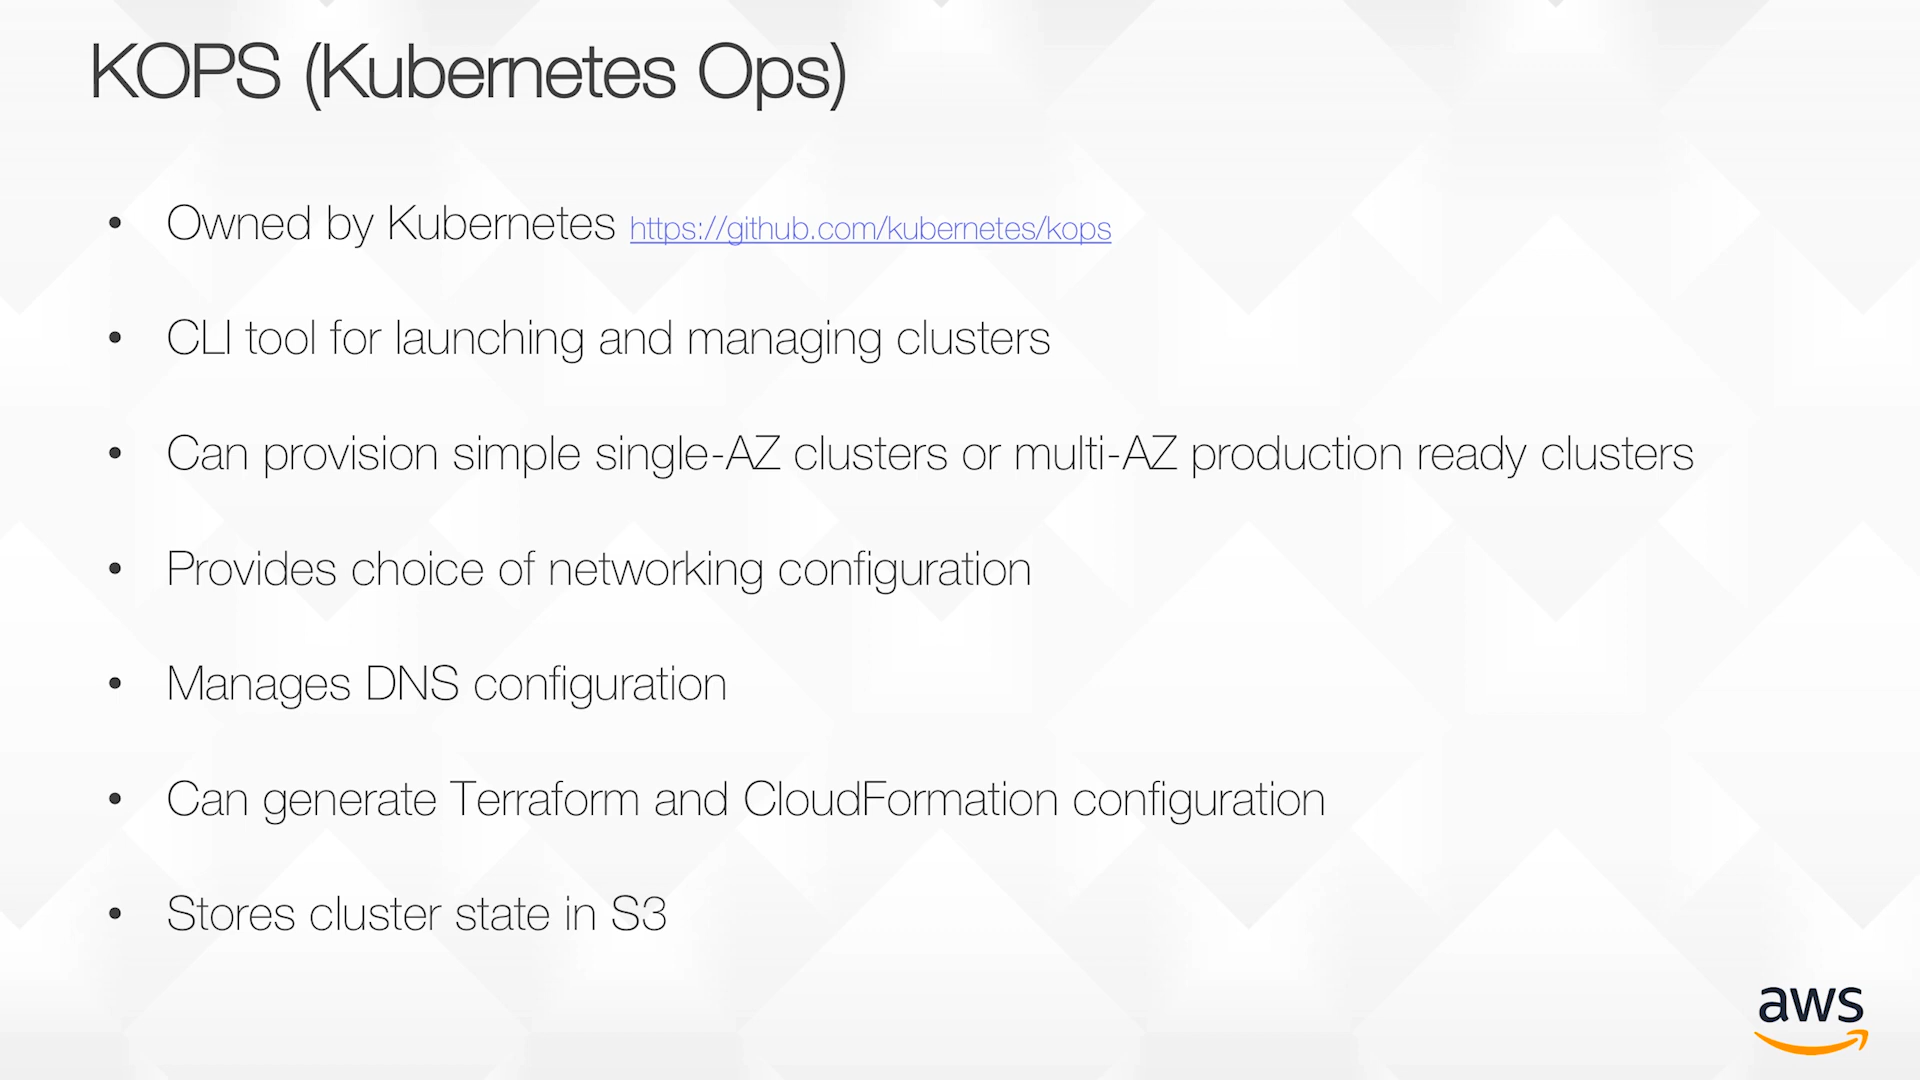 KOPS (Kubernetes Ops)
• Owned by Kubernetes https://github.com/kubernetes/kops
• CLI tool for launching and managing clusters
• Can provision simple single-AZ clusters or multi-AZ production ready clusters
• Provides choice of networking configuration
• Manages DNS configuration
• Can generate Terraform and CloudFormation configuration
• Stores cluster state in S3
aws